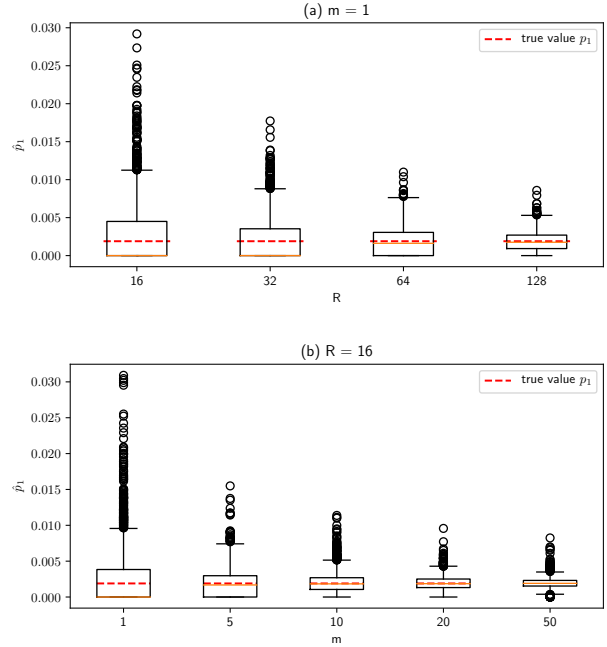 (a) m = 1
0.030
0.025
0.020
0.015
0.010
0.005
0.000
p̂₁
true value p₁
16 32 64 128
R
(b) R = 16
0.030
0.025
0.020
0.015
0.010
0.005
0.000
p̂₁
true value p₁
1 5 10 20 50
m